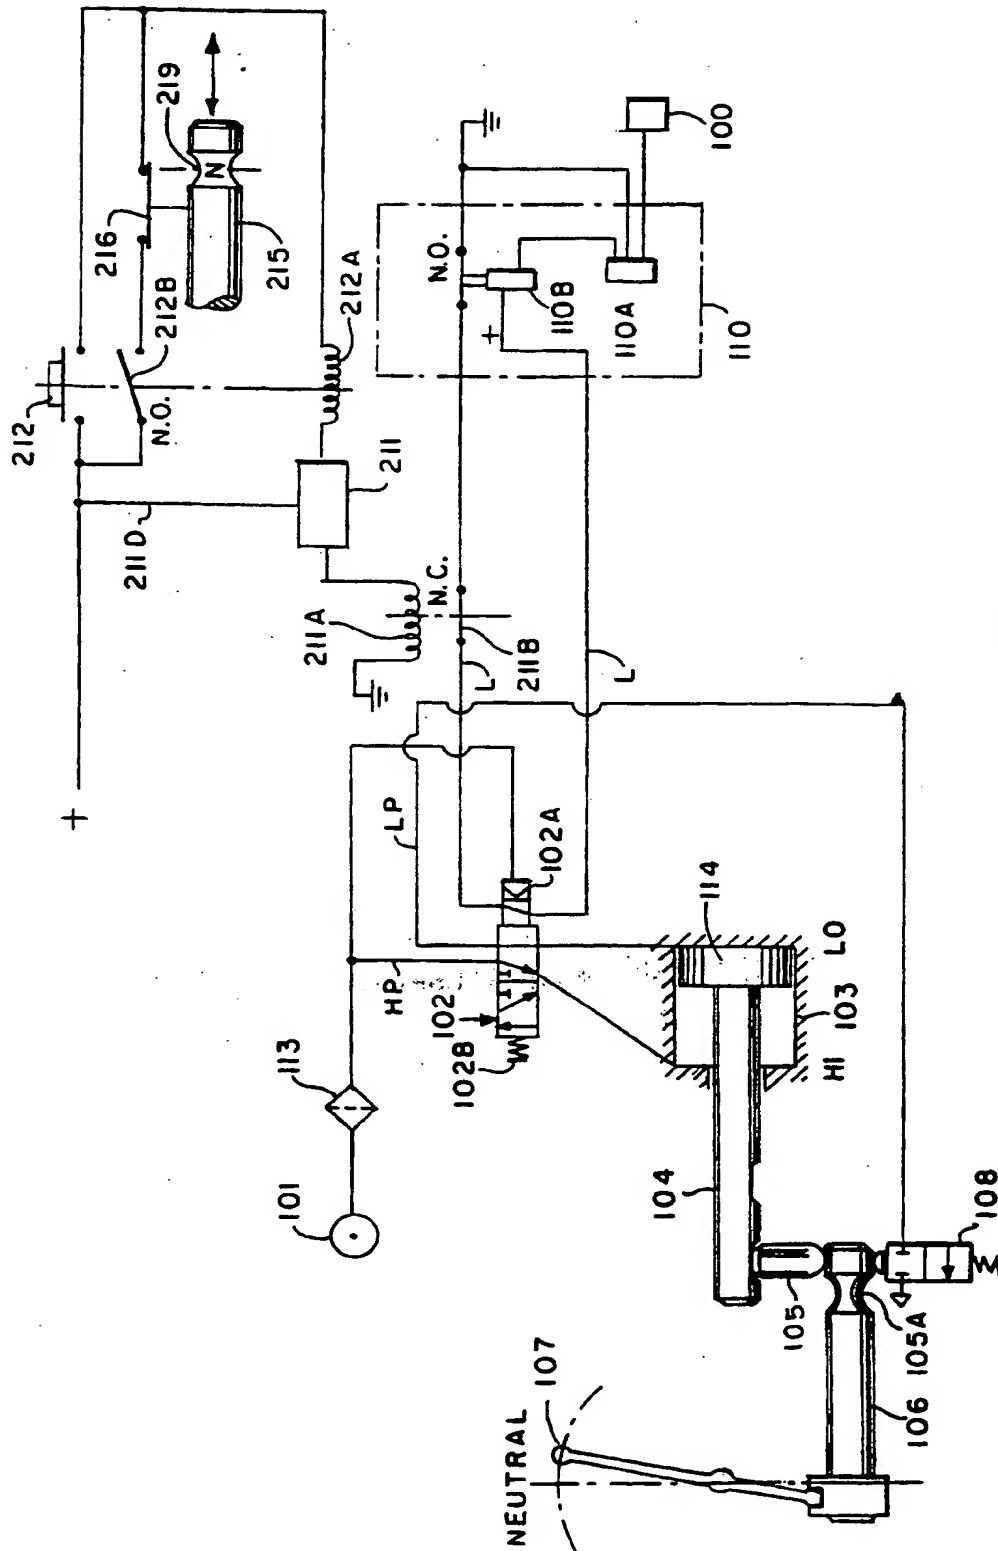 +
212
N.O.
212B
216
219
N
215
211D
211
212A
211A
N.C.
211B
L
L
N.O.
+
110B
110A
110
100
LP
HP
102
102A
102B
101
113
114
LO
HI
103
104
105
105A
106
107
108
NEUTRAL